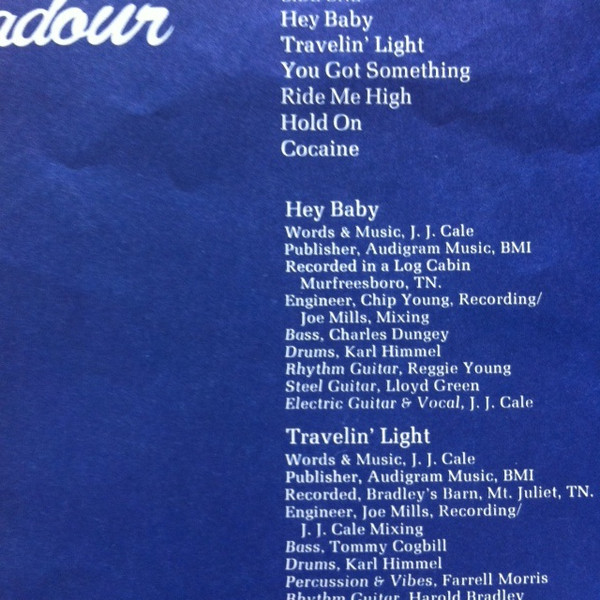 adour
Hey Baby
Travelin' Light
You Got Something
Ride Me High
Hold On
Cocaine
Hey Baby
Words & Music, J. J. Cale
Publisher, Audigram Music, BMI
Recorded in a Log Cabin
Murfreesboro, TN.
Engineer, Chip Young, Recording/
Joe Mills, Mixing
Bass, Charles Dungey
Drums, Karl Himmel
Rhythm Guitar, Reggie Young
Steel Guitar, Lloyd Green
Electric Guitar & Vocal, J. J. Cale
Travelin' Light
Words & Music, J. J. Cale
Publisher, Audigram Music, BMI
Recorded, Bradley's Barn, Mt. Juliet, TN.
Engineer, Joe Mills, Recording/
J. J. Cale Mixing
Bass, Tommy Cogbill
Drums, Karl Himmel
Percussion & Vibes, Farrell Morris
Rhythm Guitar, Harold Bradley